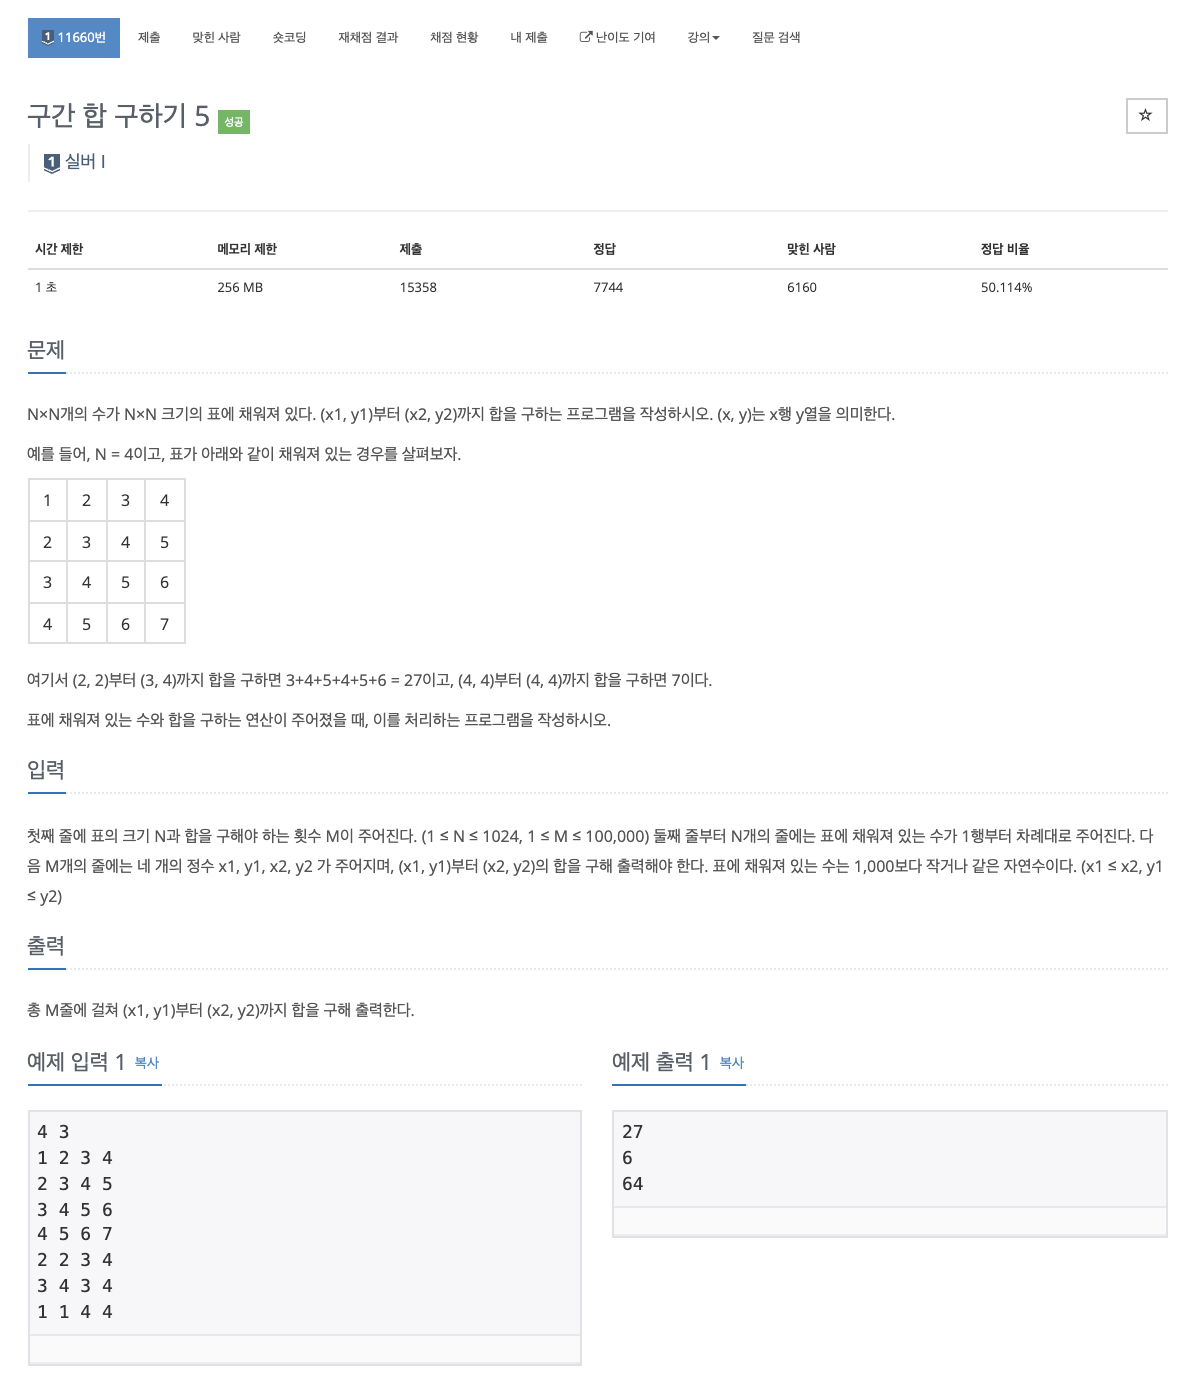 1 11660번 제출 맞힌 사람 숏코딩 재채점 결과 채점 현황 내 제출 난이도 기여 강의 질문 검색
구간 합 구하기 5 성공
1 실버 I
시간 제한 메모리 제한 제출 정답 맞힌 사람 정답 비율
1 초 256 MB 15358 7744 6160 50.114%
문제
N×N개의 수가 N×N 크기의 표에 채워져 있다. (x1, y1)부터 (x2, y2)까지 합을 구하는 프로그램을 작성하시오. (x, y)는 x행 y열을 의미한다.
예를 들어, N = 4이고, 표가 아래와 같이 채워져 있는 경우를 살펴보자.
1 2 3 4
2 3 4 5
3 4 5 6
4 5 6 7
여기서 (2, 2)부터 (3, 4)까지 합을 구하면 3+4+5+4+5+6 = 27이고, (4, 4)부터 (4, 4)까지 합을 구하면 7이다.
표에 채워져 있는 수와 합을 구하는 연산이 주어졌을 때, 이를 처리하는 프로그램을 작성하시오.
입력
첫째 줄에 표의 크기 N과 합을 구해야 하는 횟수 M이 주어진다. (1 ≤ N ≤ 1024, 1 ≤ M ≤ 100,000) 둘째 줄부터 N개의 줄에는 표에 채워져 있는 수가 1행부터 차례대로 주어진다. 다
음 M개의 줄에는 네 개의 정수 x1, y1, x2, y2 가 주어지며, (x1, y1)부터 (x2, y2)의 합을 구해 출력해야 한다. 표에 채워져 있는 수는 1,000보다 작거나 같은 자연수이다. (x1 ≤ x2, y1
≤ y2)
출력
총 M줄에 걸쳐 (x1, y1)부터 (x2, y2)까지 합을 구해 출력한다.
예제 입력 1 복사
4 3
1 2 3 4
2 3 4 5
3 4 5 6
4 5 6 7
2 2 3 4
3 4 3 4
1 1 4 4
예제 출력 1 복사
27
6
64